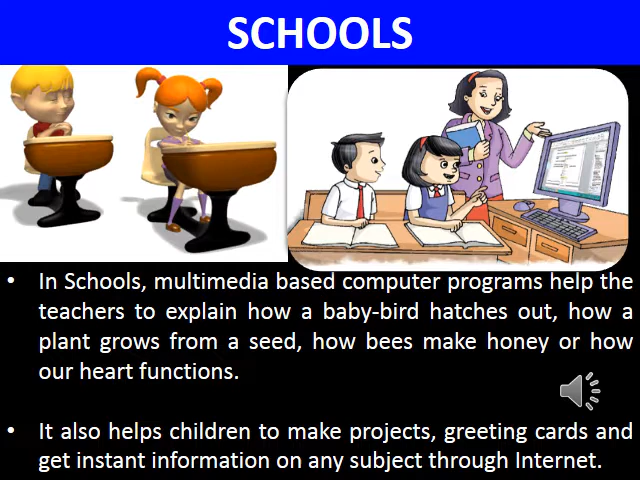 SCHOOLS
• In Schools, multimedia based computer programs help the
teachers to explain how a baby-bird hatches out, how a
plant grows from a seed, how bees make honey or how
our heart functions.
• It also helps children to make projects, greeting cards and
get instant information on any subject through Internet.